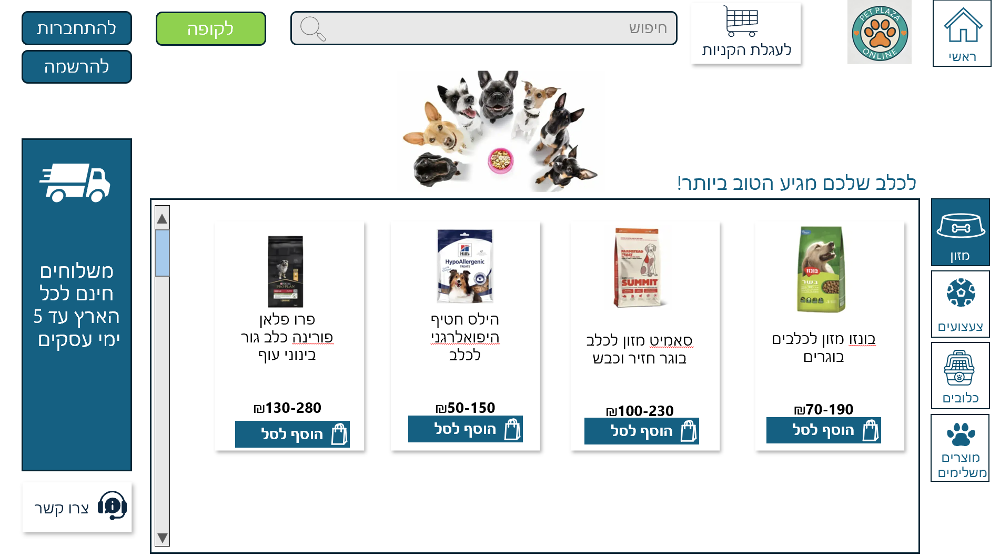 ראשי
PET PLAZA
ONLINE
לעגלת הקניות
חיפוש
לקופה
להתחברות
להרשמה
לכלב שלכם מגיע הטוב ביותר!
מזון
צעצועים
כלובים
מוצרים
משלימים
בונזו
בשר
בונזו מזון לכלבים
בוגרים
₪70-190
הוסף לסל
FARMSTEAD
FEAST
SUMMIT
סאמיט מזון לכלב
בוגר חזיר וכבש
₪100-230
הוסף לסל
Hill's
HypoAllergenic
TREATS
הילס חטיף
היפואלרגני
לכלב
₪50-150
הוסף לסל
PURINA
PRO PLAN
פרו פלאן
פורינה כלב גור
בינוני עוף
₪130-280
הוסף לסל
משלוחים
חינם לכל
הארץ עד 5
ימי עסקים
צרו קשר